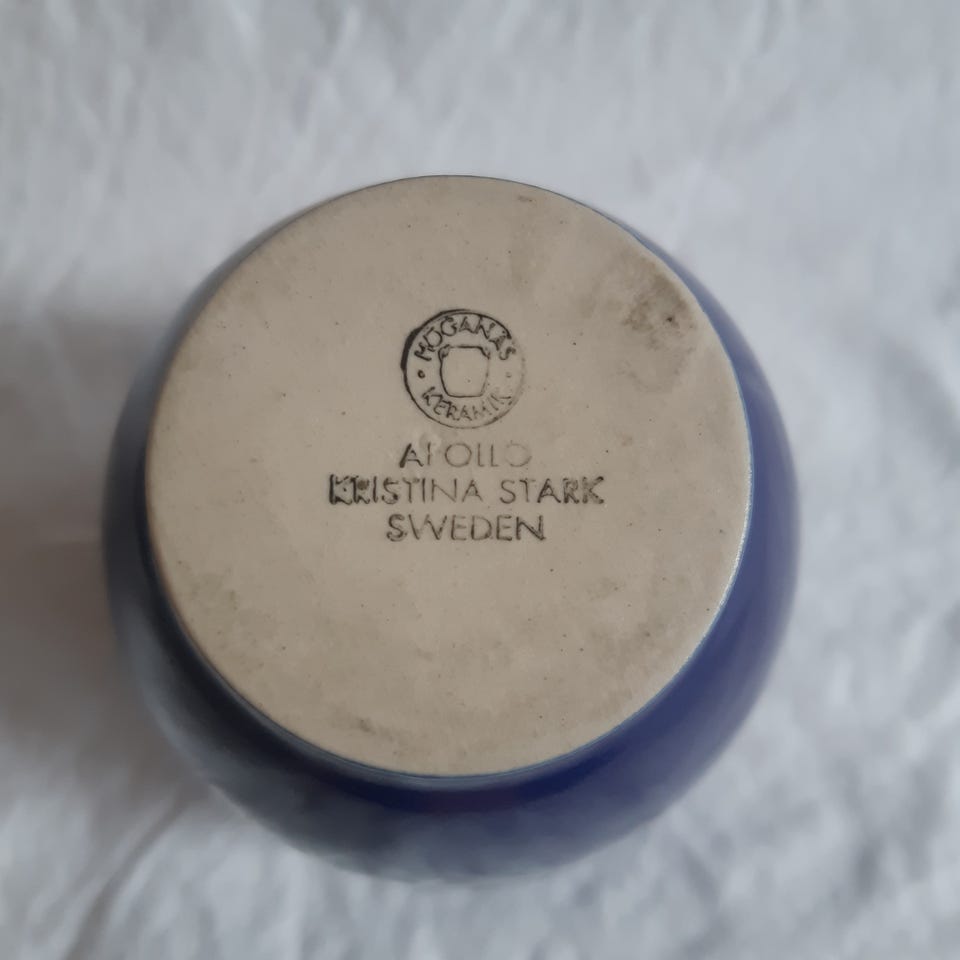 HÖGANÄS
KERAMIK
APOLLO
KRISTINA STARK
SWEDEN